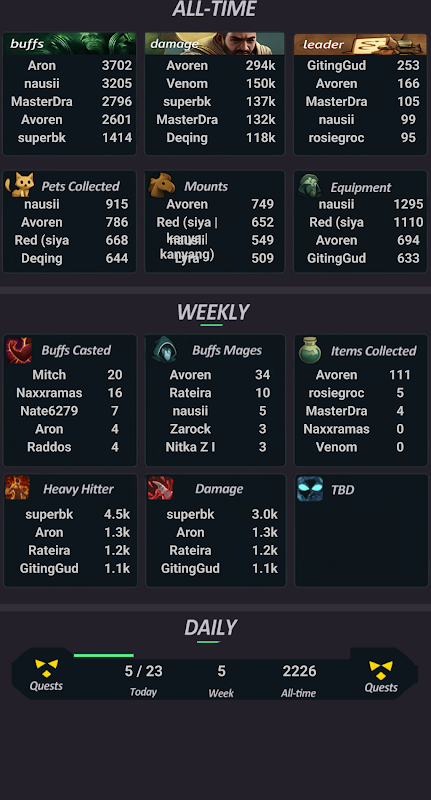 ALL-TIME
buffs
Aron 3702
nausii 3205
MasterDra 2796
Avoren 2601
superbk 1414
damage
Avoren 294k
Venom 150k
superbk 137k
MasterDra 132k
Deqing 118k
leader
GitingGud 253
Avoren 166
MasterDra 105
nausii 99
rosiegroc 95
Pets Collected
nausii 915
Avoren 786
Red (siya 668
Deqing 644
Mounts
Avoren 749
Red (siya | 652
549
kanyang)
509
Equipment
nausii 1295
Red (siya 1110
Avoren 694
GitingGud 633
WEEKLY
Buffs Casted
Mitch 20
Naxxramas 16
Nate6279 7
Aron 4
Raddos 4
Buffs Mages
Avoren 34
Rateira 10
nausii 5
Zarock 3
Nitka Z I 3
Items Collected
Avoren 111
rosiegroc 5
MasterDra 4
Naxxramas 0
Venom 0
Heavy Hitter
superbk 4.5k
Aron 1.3k
Rateira 1.2k
GitingGud 1.1k
Damage
superbk 3.0k
Aron 1.3k
Rateira 1.2k
GitingGud 1.1k
TBD
DAILY
Quests
5 / 23
Today
5
Week
2226
All-time
Quests